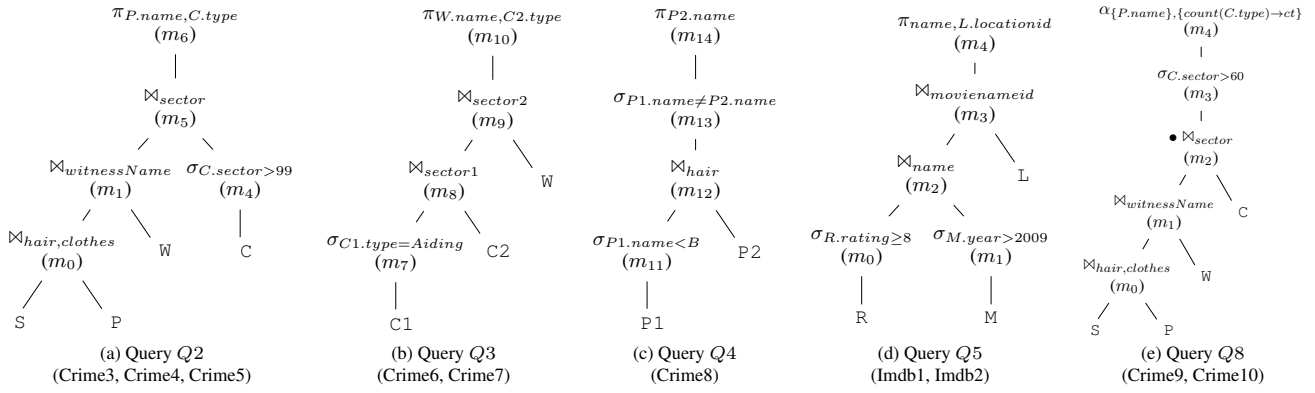 π_{P.name,C.type}
(m_6)
⋈_{sector}
(m_5)
⋈_{witnessName} σ_{C.sector>99}
(m_1) (m_4)
⋈_{hair,clothes}
(m_0) W C
S P
(a) Query Q2
(Crime3, Crime4, Crime5)
π_{W.name,C2.type}
(m_{10})
⋈_{sector2}
(m_9)
⋈_{sector1}
(m_8) W
σ_{C1.type=Aiding}
(m_7) C2
C1
(b) Query Q3
(Crime6, Crime7)
π_{P2.name}
(m_{14})
σ_{P1.name≠P2.name}
(m_{13})
⋈_{hair}
(m_{12})
σ_{P1.name<B}
(m_{11}) P2
P1
(c) Query Q4
(Crime8)
π_{name,L.locationid}
(m_4)
⋈_{movienameid}
(m_3)
⋈_{name}
(m_2) L
σ_{R.rating≥8} σ_{M.year>2009}
(m_0) (m_1)
R M
(d) Query Q5
(Imdb1, Imdb2)
α_{{P.name},{count(C.type)→ct}}
(m_4)
σ_{C.sector>60}
(m_3)
• ⋈_{sector}
(m_2)
⋈_{witnessName}
(m_1) C
⋈_{hair,clothes}
(m_0) W
S P
(e) Query Q8
(Crime9, Crime10)